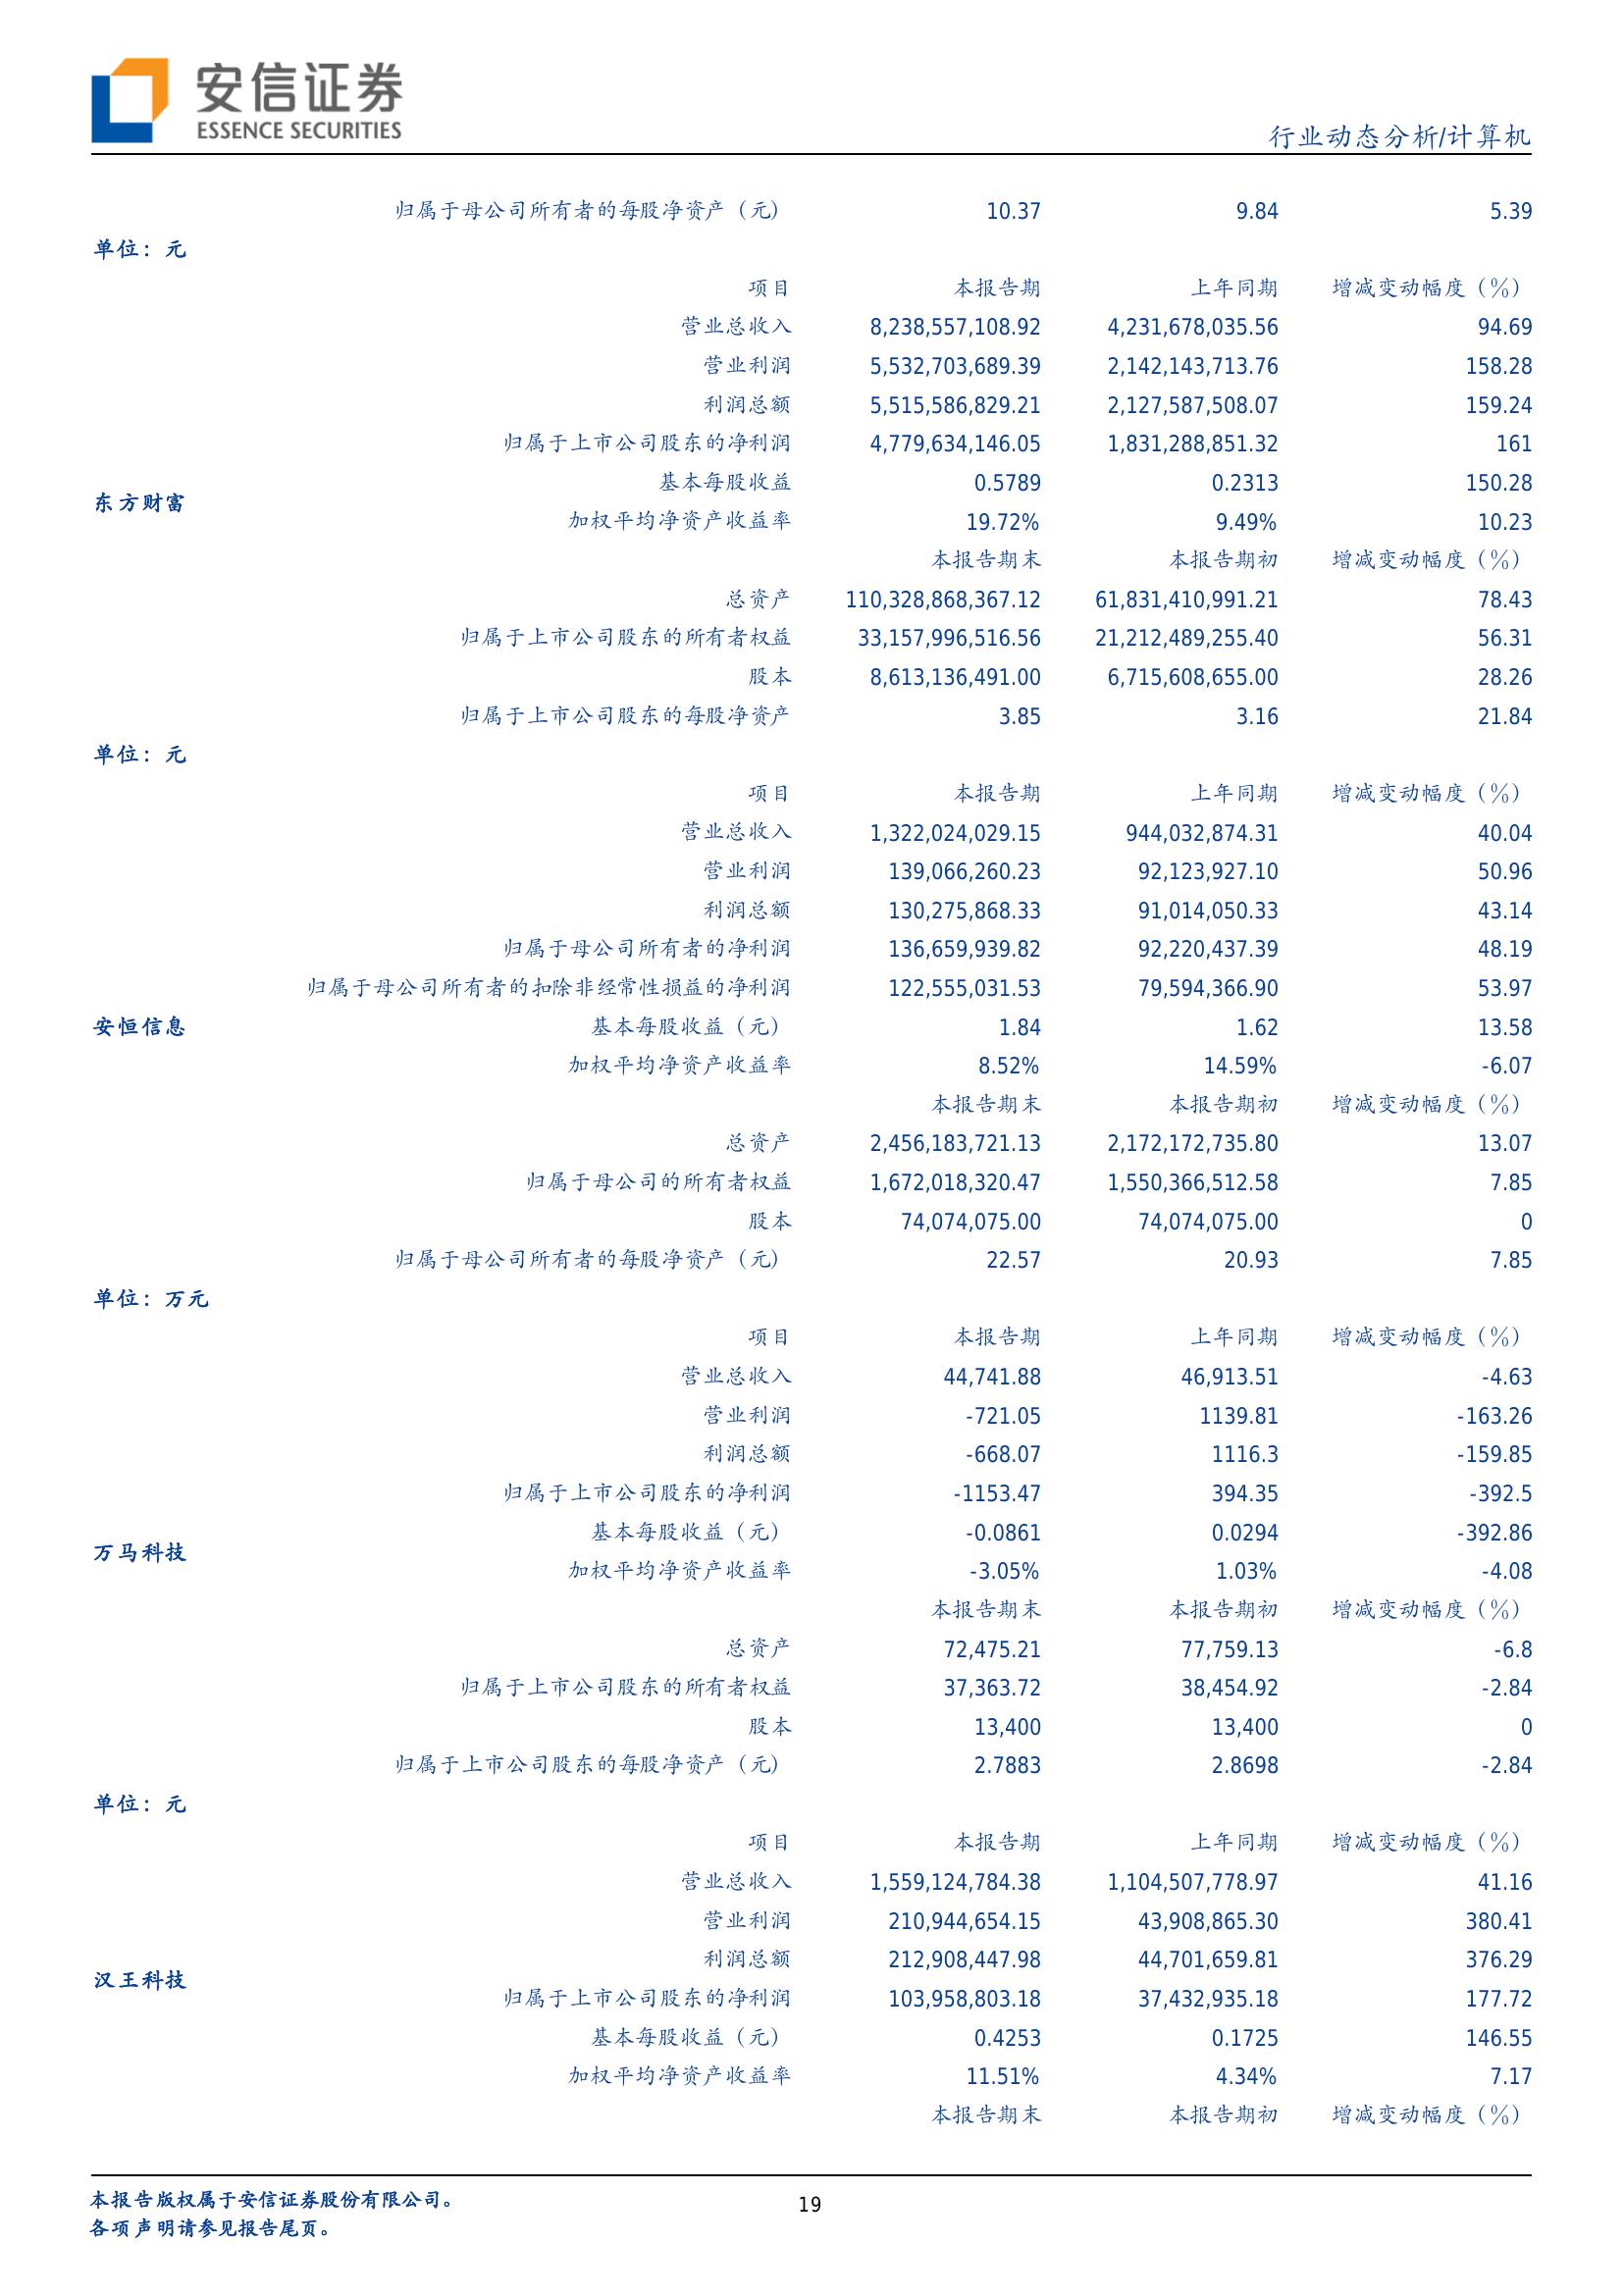 安信证券
ESSENCE SECURITIES
行业动态分析/计算机
归属于母公司所有者的每股净资产（元） 10.37 9.84 5.39
单位：元
项目 本报告期 上年同期 增减变动幅度（%）
营业总收入 8,238,557,108.92 4,231,678,035.56 94.69
营业利润 5,532,703,689.39 2,142,143,713.76 158.28
利润总额 5,515,586,829.21 2,127,587,508.07 159.24
归属于上市公司股东的净利润 4,779,634,146.05 1,831,288,851.32 161
基本每股收益 0.5789 0.2313 150.28
东方财富
加权平均净资产收益率 19.72% 9.49% 10.23
本报告期末 本报告期初 增减变动幅度（%）
总资产 110,328,868,367.12 61,831,410,991.21 78.43
归属于上市公司股东的所有者权益 33,157,996,516.56 21,212,489,255.40 56.31
股本 8,613,136,491.00 6,715,608,655.00 28.26
归属于上市公司股东的每股净资产 3.85 3.16 21.84
单位：元
项目 本报告期 上年同期 增减变动幅度（%）
营业总收入 1,322,024,029.15 944,032,874.31 40.04
营业利润 139,066,260.23 92,123,927.10 50.96
利润总额 130,275,868.33 91,014,050.33 43.14
归属于母公司所有者的净利润 136,659,939.82 92,220,437.39 48.19
归属于母公司所有者的扣除非经常性损益的净利润 122,555,031.53 79,594,366.90 53.97
安恒信息 基本每股收益（元） 1.84 1.62 13.58
加权平均净资产收益率 8.52% 14.59% -6.07
本报告期末 本报告期初 增减变动幅度（%）
总资产 2,456,183,721.13 2,172,172,735.80 13.07
归属于母公司的所有者权益 1,672,018,320.47 1,550,366,512.58 7.85
股本 74,074,075.00 74,074,075.00 0
归属于母公司所有者的每股净资产（元） 22.57 20.93 7.85
单位：万元
项目 本报告期 上年同期 增减变动幅度（%）
营业总收入 44,741.88 46,913.51 -4.63
营业利润 -721.05 1139.81 -163.26
利润总额 -668.07 1116.3 -159.85
归属于上市公司股东的净利润 -1153.47 394.35 -392.5
基本每股收益（元） -0.0861 0.0294 -392.86
万马科技
加权平均净资产收益率 -3.05% 1.03% -4.08
本报告期末 本报告期初 增减变动幅度（%）
总资产 72,475.21 77,759.13 -6.8
归属于上市公司股东的所有者权益 37,363.72 38,454.92 -2.84
股本 13,400 13,400 0
归属于上市公司股东的每股净资产（元） 2.7883 2.8698 -2.84
单位：元
项目 本报告期 上年同期 增减变动幅度（%）
营业总收入 1,559,124,784.38 1,104,507,778.97 41.16
营业利润 210,944,654.15 43,908,865.30 380.41
利润总额 212,908,447.98 44,701,659.81 376.29
汉王科技
归属于上市公司股东的净利润 103,958,803.18 37,432,935.18 177.72
基本每股收益（元） 0.4253 0.1725 146.55
加权平均净资产收益率 11.51% 4.34% 7.17
本报告期末 本报告期初 增减变动幅度（%）
本报告版权属于安信证券股份有限公司。
19
各项声明请参见报告尾页。